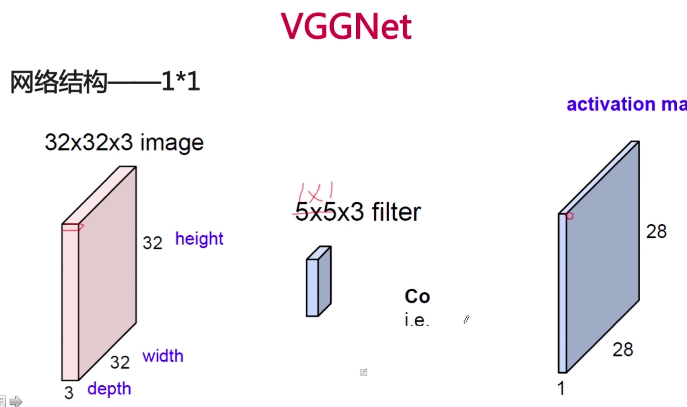 VGGNet
网络结构——1*1
activation ma
32x32x3 image
1x1
5x5x3 filter
32 height
28
Co
i.e.
28
32 width
3 depth
1